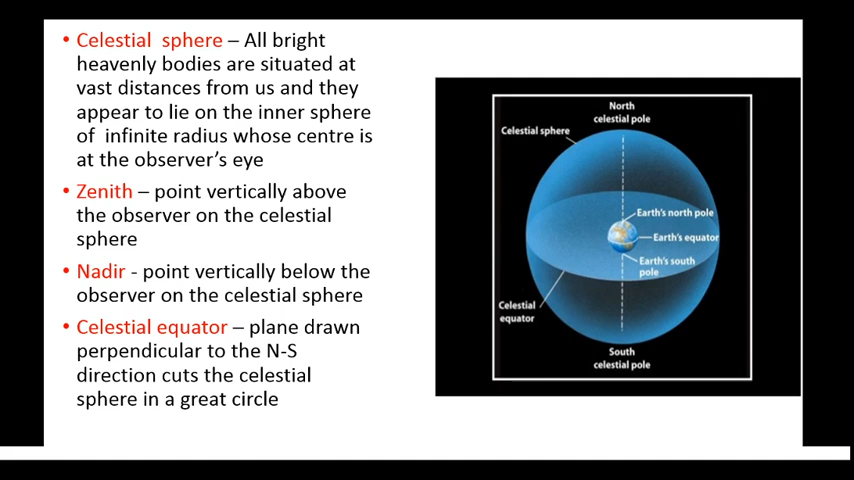 • Celestial sphere – All bright
heavenly bodies are situated at
vast distances from us and they
appear to lie on the inner sphere
of infinite radius whose centre is
at the observer's eye
• Zenith – point vertically above
the observer on the celestial
sphere
• Nadir - point vertically below the
observer on the celestial sphere
• Celestial equator – plane drawn
perpendicular to the N-S
direction cuts the celestial
sphere in a great circle
North
celestial pole
Celestial sphere
Earth's north pole
Earth's equator
Earth's south
pole
Celestial
equator
South
celestial pole